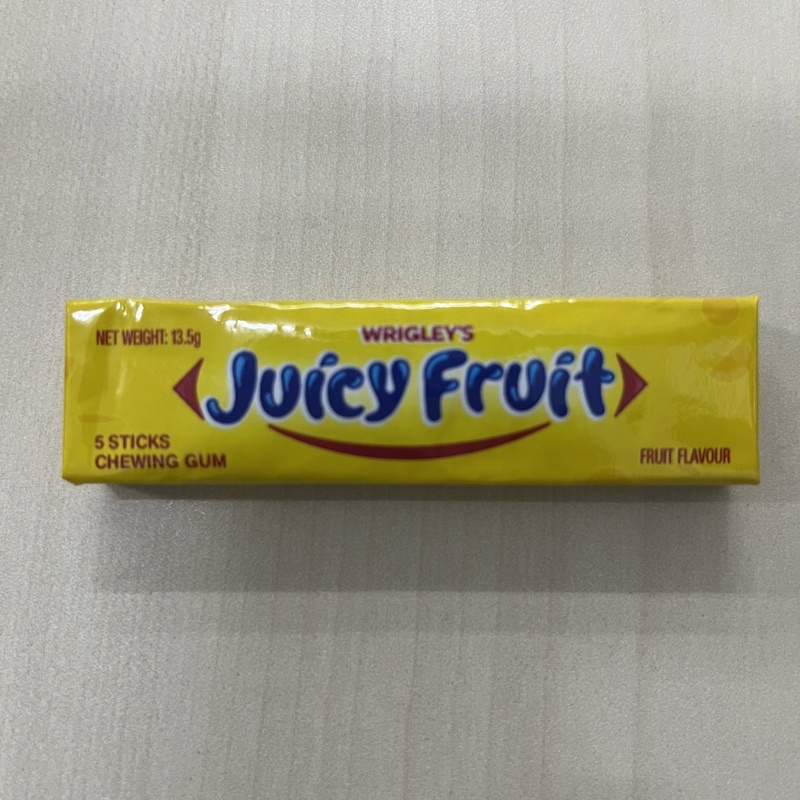 NET WEIGHT: 13.5g
WRIGLEY'S
Juicy Fruit
5 STICKS
CHEWING GUM
FRUIT FLAVOUR